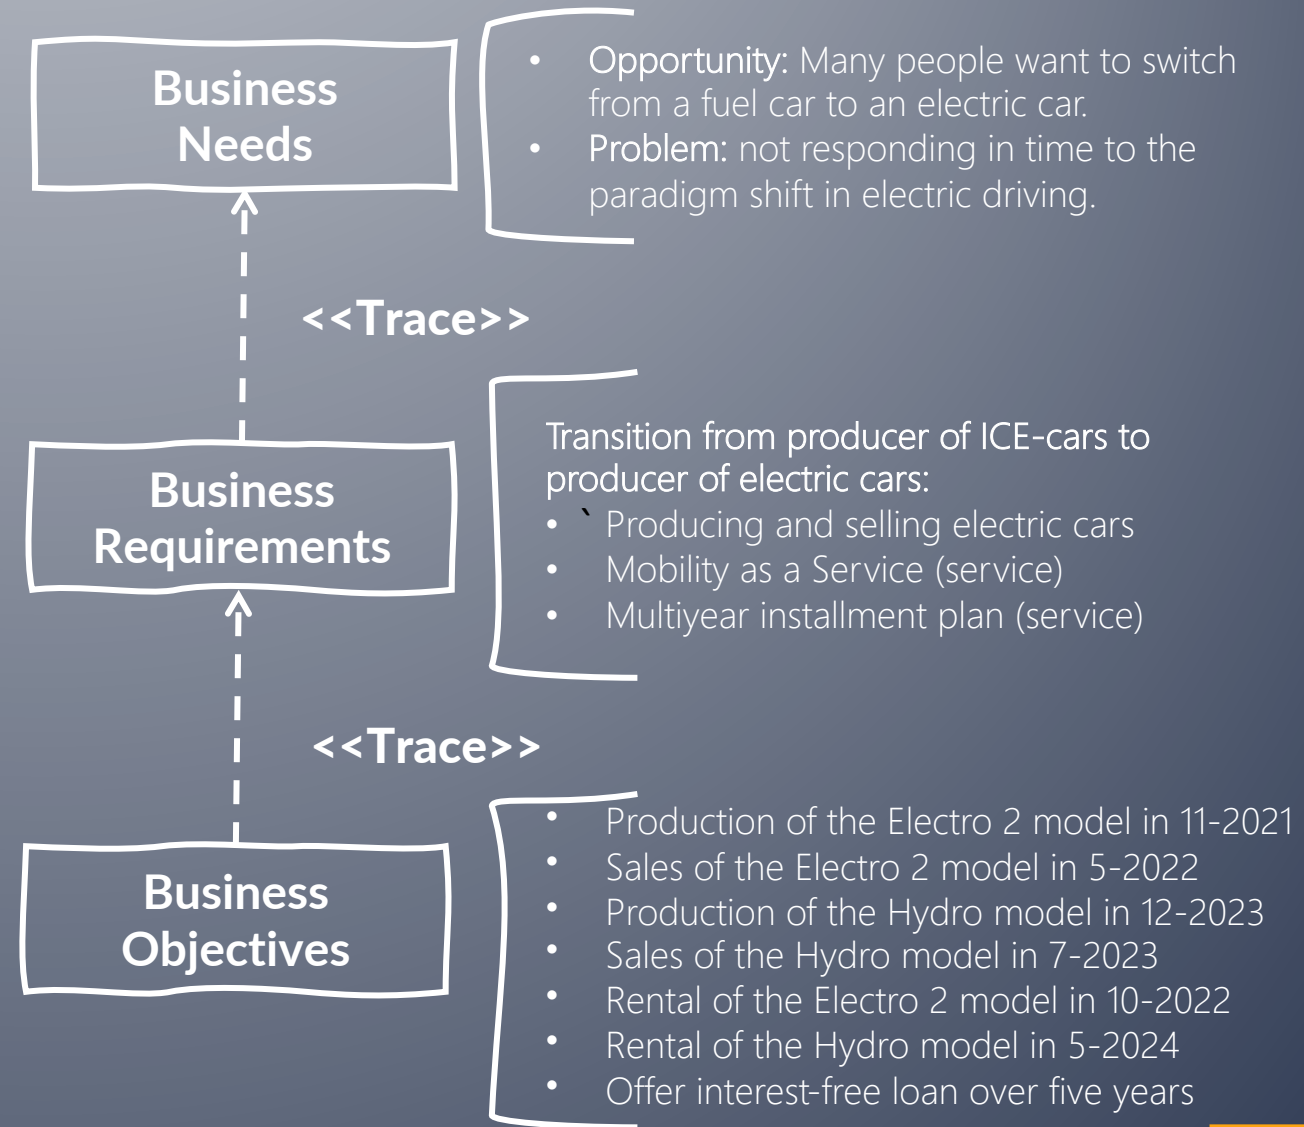 Business
Needs
• Opportunity: Many people want to switch
from a fuel car to an electric car.
• Problem: not responding in time to the
paradigm shift in electric driving.
<<Trace>>
Business
Requirements
Transition from producer of ICE-cars to
producer of electric cars:
• ` Producing and selling electric cars
• Mobility as a Service (service)
• Multiyear installment plan (service)
<<Trace>>
Business
Objectives
• Production of the Electro 2 model in 11-2021
• Sales of the Electro 2 model in 5-2022
• Production of the Hydro model in 12-2023
• Sales of the Hydro model in 7-2023
• Rental of the Electro 2 model in 10-2022
• Rental of the Hydro model in 5-2024
• Offer interest-free loan over five years